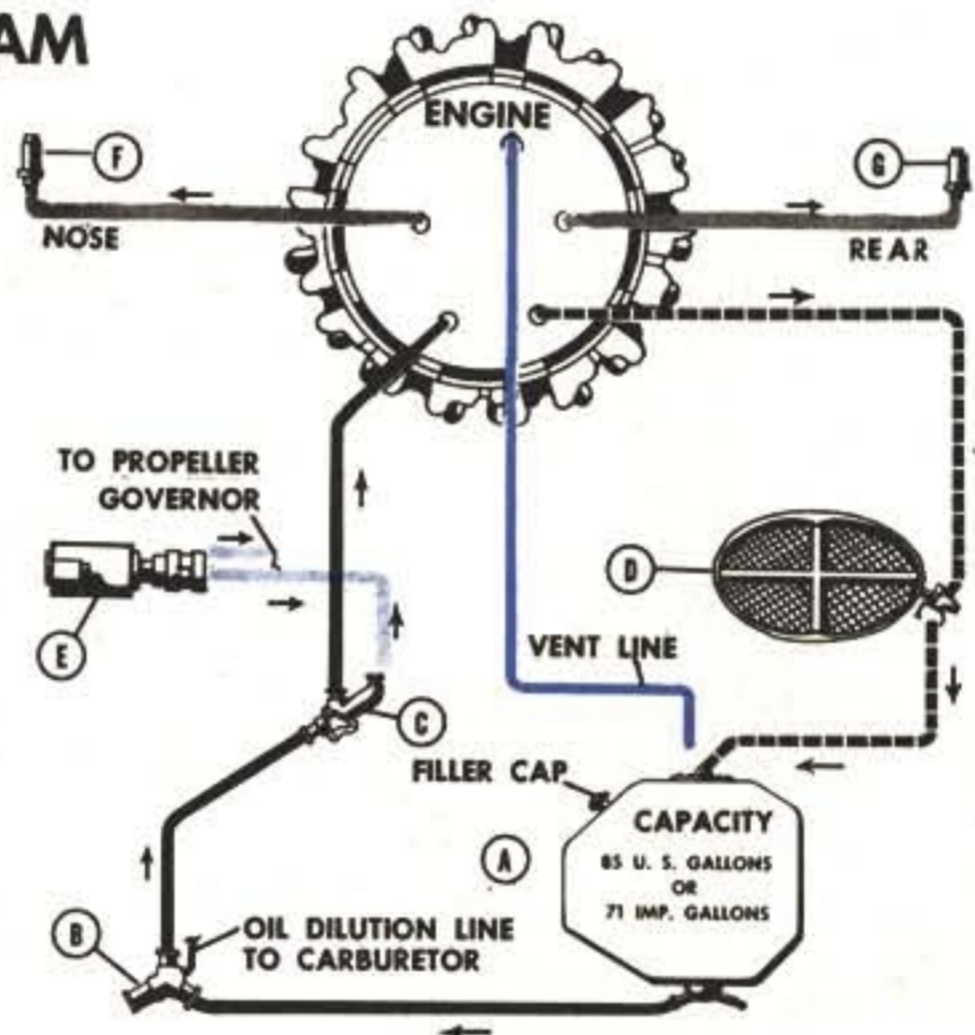 AM
ENGINE
F
G
NOSE
REAR
TO PROPELLER
GOVERNOR
D
E
VENT LINE
C
FILLER CAP
CAPACITY
85 U. S. GALLONS
OR
71 IMP. GALLONS
A
B
OIL DILUTION LINE
TO CARBURETOR